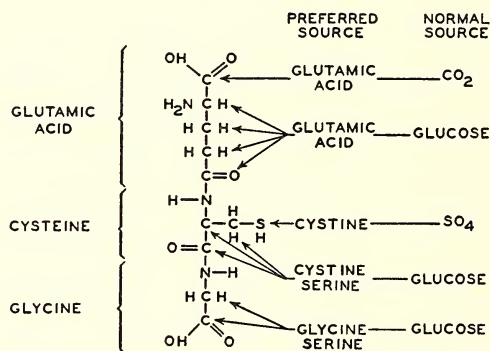 PREFERRED SOURCE
NORMAL SOURCE
OH O
C
GLUTAMIC ACID
CO2
H2N C H
GLUTAMIC ACID
H C H
GLUTAMIC ACID
GLUCOSE
H C H
C=O
H-N
H
CYSTEINE
C-C-S
CYSTINE
SO4
H H
O=C
N-H
CYSTINE SERINE
GLUCOSE
GLYCINE
H C H
C
GLYCINE SERINE
GLUCOSE
OH O